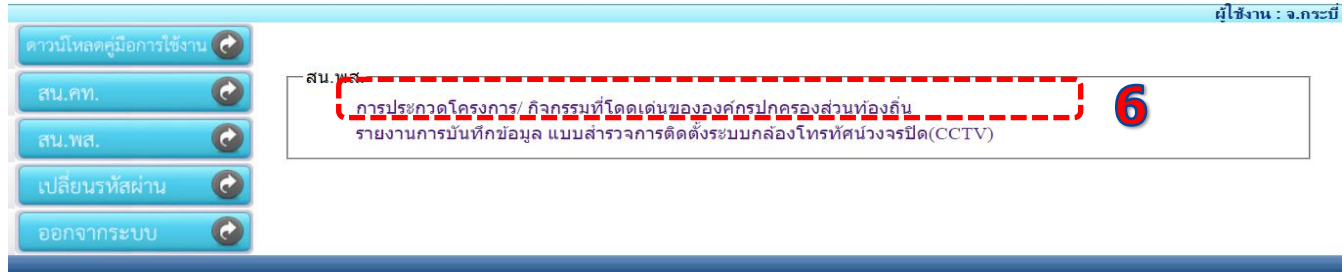 ผู้ใช้งาน : จ.กระบี่
ดาวน์โหลดคู่มือการใช้งาน
สน.คท.
สน.พส.
เปลี่ยนรหัสผ่าน
ออกจากระบบ
สน.พส.
การประกวดโครงการ/ กิจกรรมที่โดดเด่นขององค์กรปกครองส่วนท้องถิ่น
6
รายงานการบันทึกข้อมูล แบบสำรวจการติดตั้งระบบกล้องโทรทัศน์วงจรปิด(CCTV)